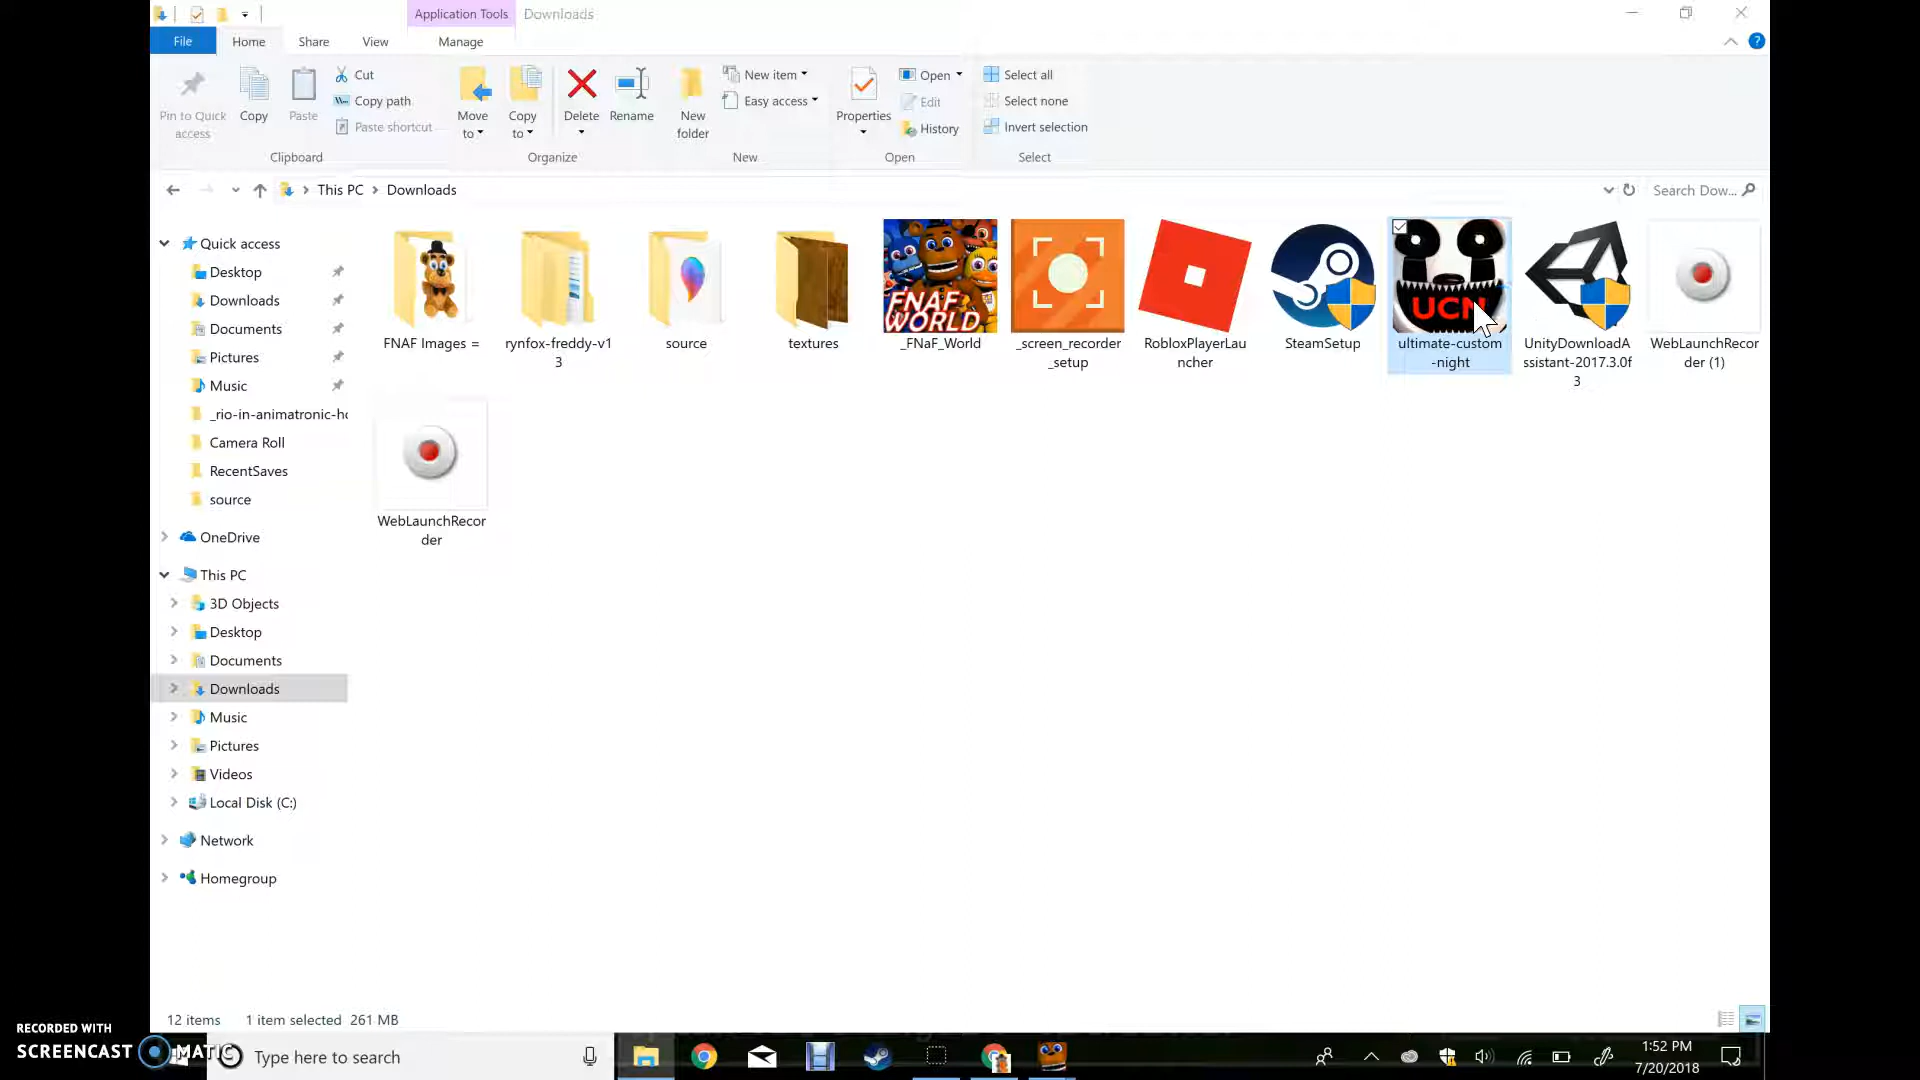 Application Tools Downloads
File Home Share View Manage
Pin to Quick access
Copy
Paste
Cut
Copy path
Paste shortcut
Clipboard
Move to
Copy to
Delete
Rename
Organize
New folder
New item
Easy access
New
Properties
Open
Edit
History
Open
Select all
Select none
Invert selection
Select
This PC Downloads
Search Dow...
Quick access
Desktop
Downloads
Documents
Pictures
Music
_rio-in-animatronic-ho
Camera Roll
RecentSaves
source
OneDrive
This PC
3D Objects
Desktop
Documents
Downloads
Music
Pictures
Videos
Local Disk (C:)
Network
Homegroup
FNAF Images =
rynfox-freddy-v1
3
source
textures
FNAF
WORLD
_FNaF_World
_screen_recorder
_setup
RobloxPlayerLau
ncher
SteamSetup
UCN
ultimate-custom
-night
UnityDownloadA
ssistant-2017.3.0f
3
WebLaunchRecor
der (1)
WebLaunchRecor
der
12 items 1 item selected 261 MB
RECORDED WITH
SCREENCAST MATIC
Type here to search
1:52 PM
7/20/2018